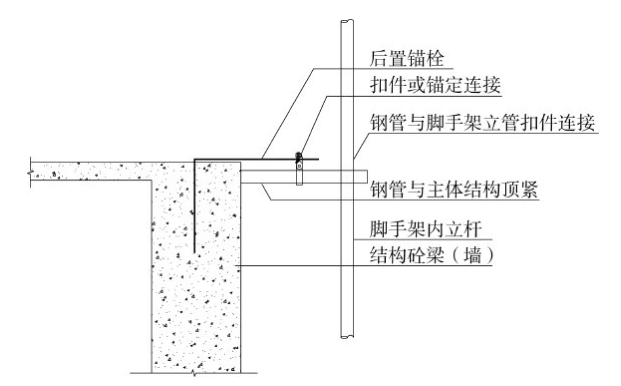 后置锚栓
扣件或锚定连接
钢管与脚手架立管扣件连接
钢管与主体结构顶紧
脚手架内立杆
结构砼梁（墙）